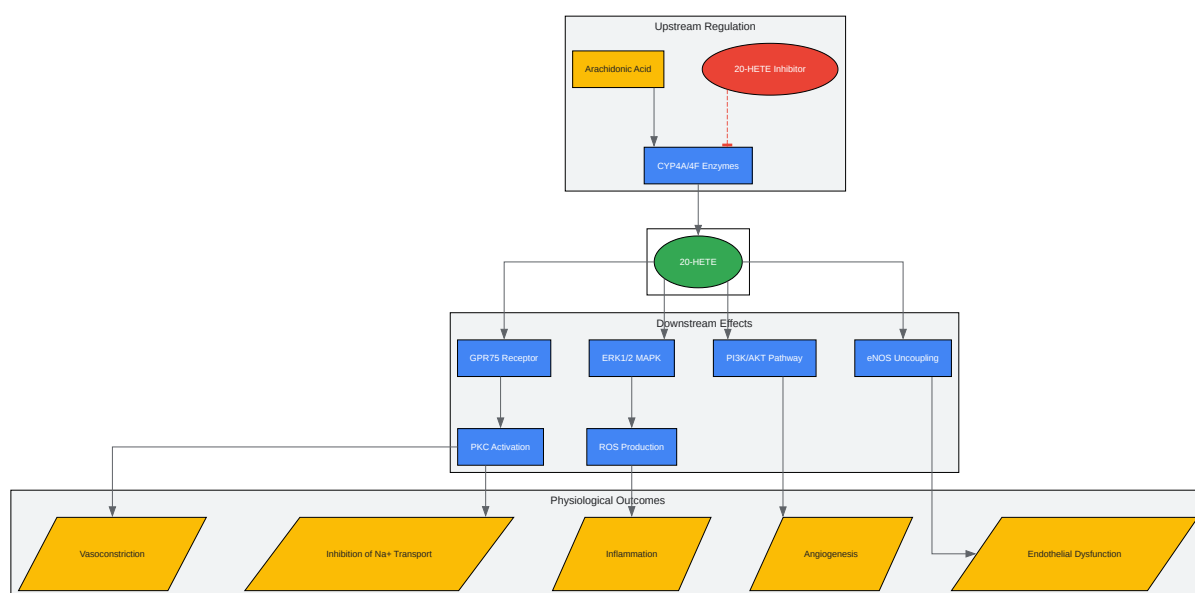 Upstream Regulation
Arachidonic Acid
20-HETE Inhibitor
CYP4A/4F Enzymes
20-HETE
Downstream Effects
GPR75 Receptor
ERK1/2 MAPK
PI3K/AKT Pathway
eNOS Uncoupling
PKC Activation
ROS Production
Physiological Outcomes
Vasoconstriction
Inhibition of Na+ Transport
Inflammation
Angiogenesis
Endothelial Dysfunction